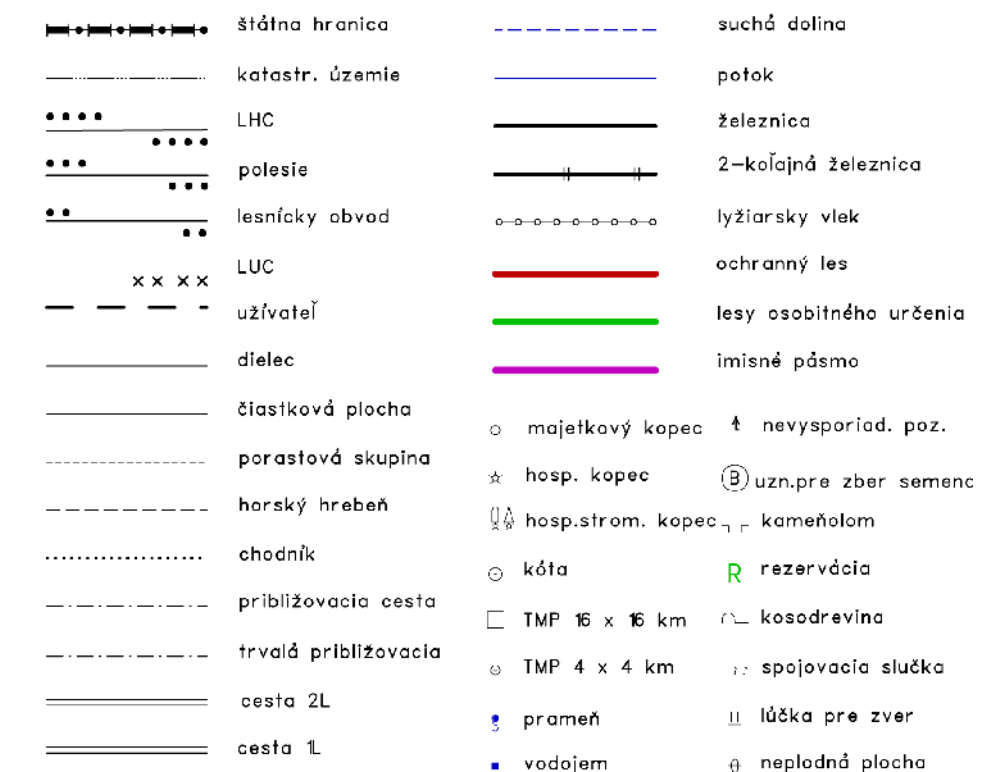 štátna hranica
katastr. územie
LHC
polesie
lesnícky obvod
LUC
užívateľ
dielec
čiastková plocha
porastová skupina
horský hrebeň
chodník
približovacia cesta
trvalá približovacia
cesta 2L
cesta 1L
suchá dolina
potok
železnica
2-koľajná železnica
lyžiarsky vlek
ochranný les
lesy osobitného určenia
imisné pásmo
majetkový kopec
hosp. kopec
hosp.strom. kopec
kóta
TMP 16 x 16 km
TMP 4 x 4 km
prameň
vodojem
nevysporiad. poz.
B uzn.pre zber semenc
kameňolom
R rezervácia
kosodrevina
spojovacia slučka
lúčka pre zver
neplodná plocha